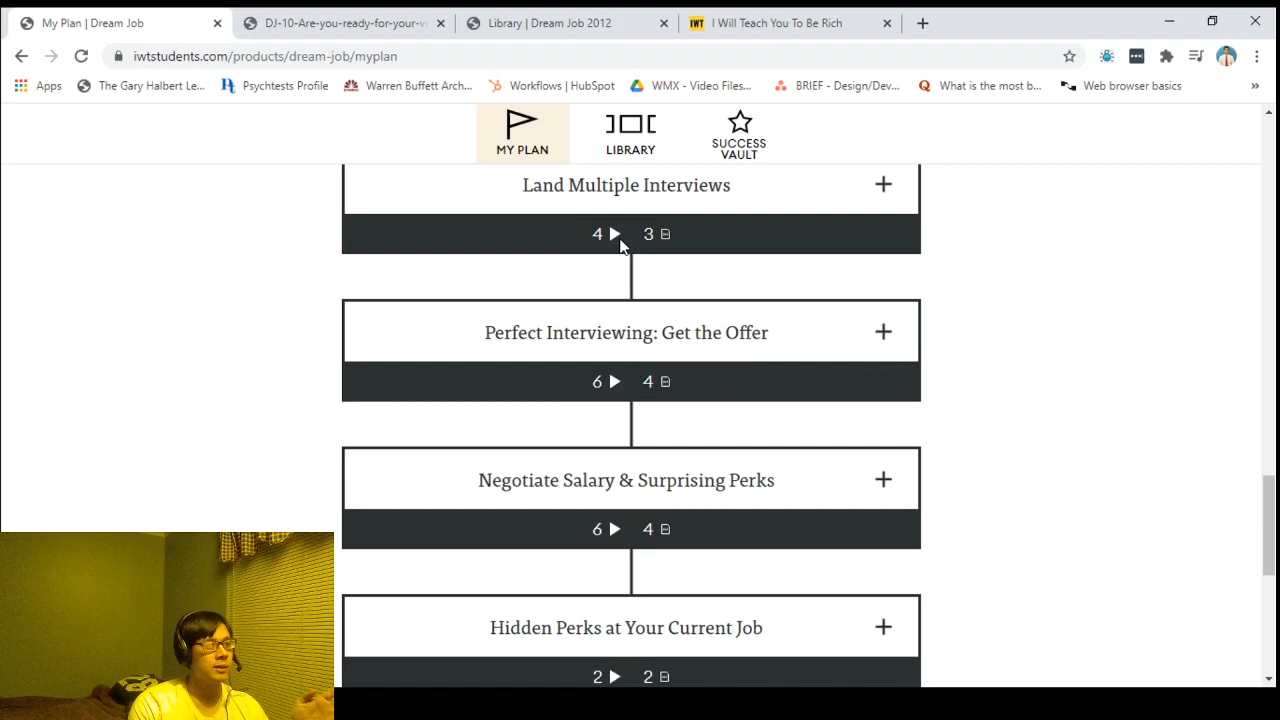 My Plan | Dream Job
DJ-10-Are-you-ready-for-your-v
Library | Dream Job 2012
IWT I Will Teach You To Be Rich
iwtstudents.com/products/dream-job/myplan
Apps
The Gary Halbert Le...
Psychtests Profile
Warren Buffett Arch...
Workflows | HubSpot
WMX - Video Files...
BRIEF - Design/Dev...
What is the most b...
Web browser basics
MY PLAN
LIBRARY
SUCCESS
VAULT
Land Multiple Interviews
4 3
Perfect Interviewing: Get the Offer
6 4
Negotiate Salary & Surprising Perks
6 4
Hidden Perks at Your Current Job
2 2